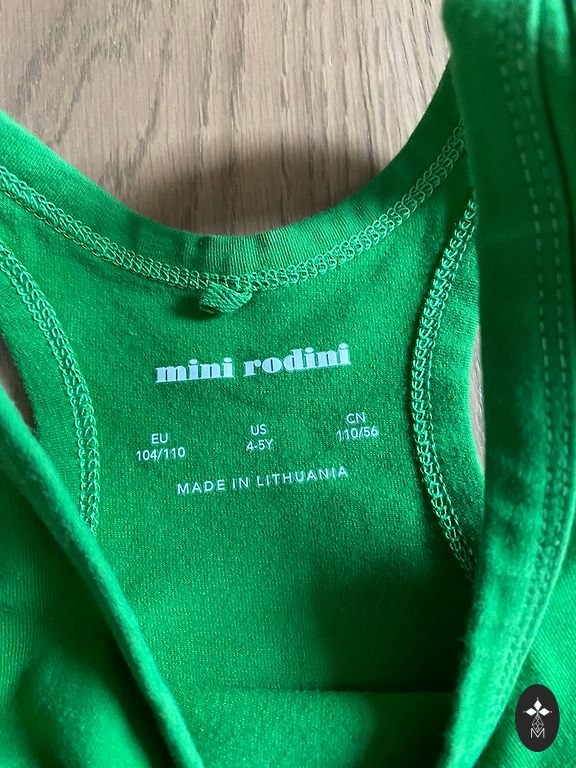 mini rodini
EU US CN
104/110 4-5Y 110/56
MADE IN LITHUANIA
M